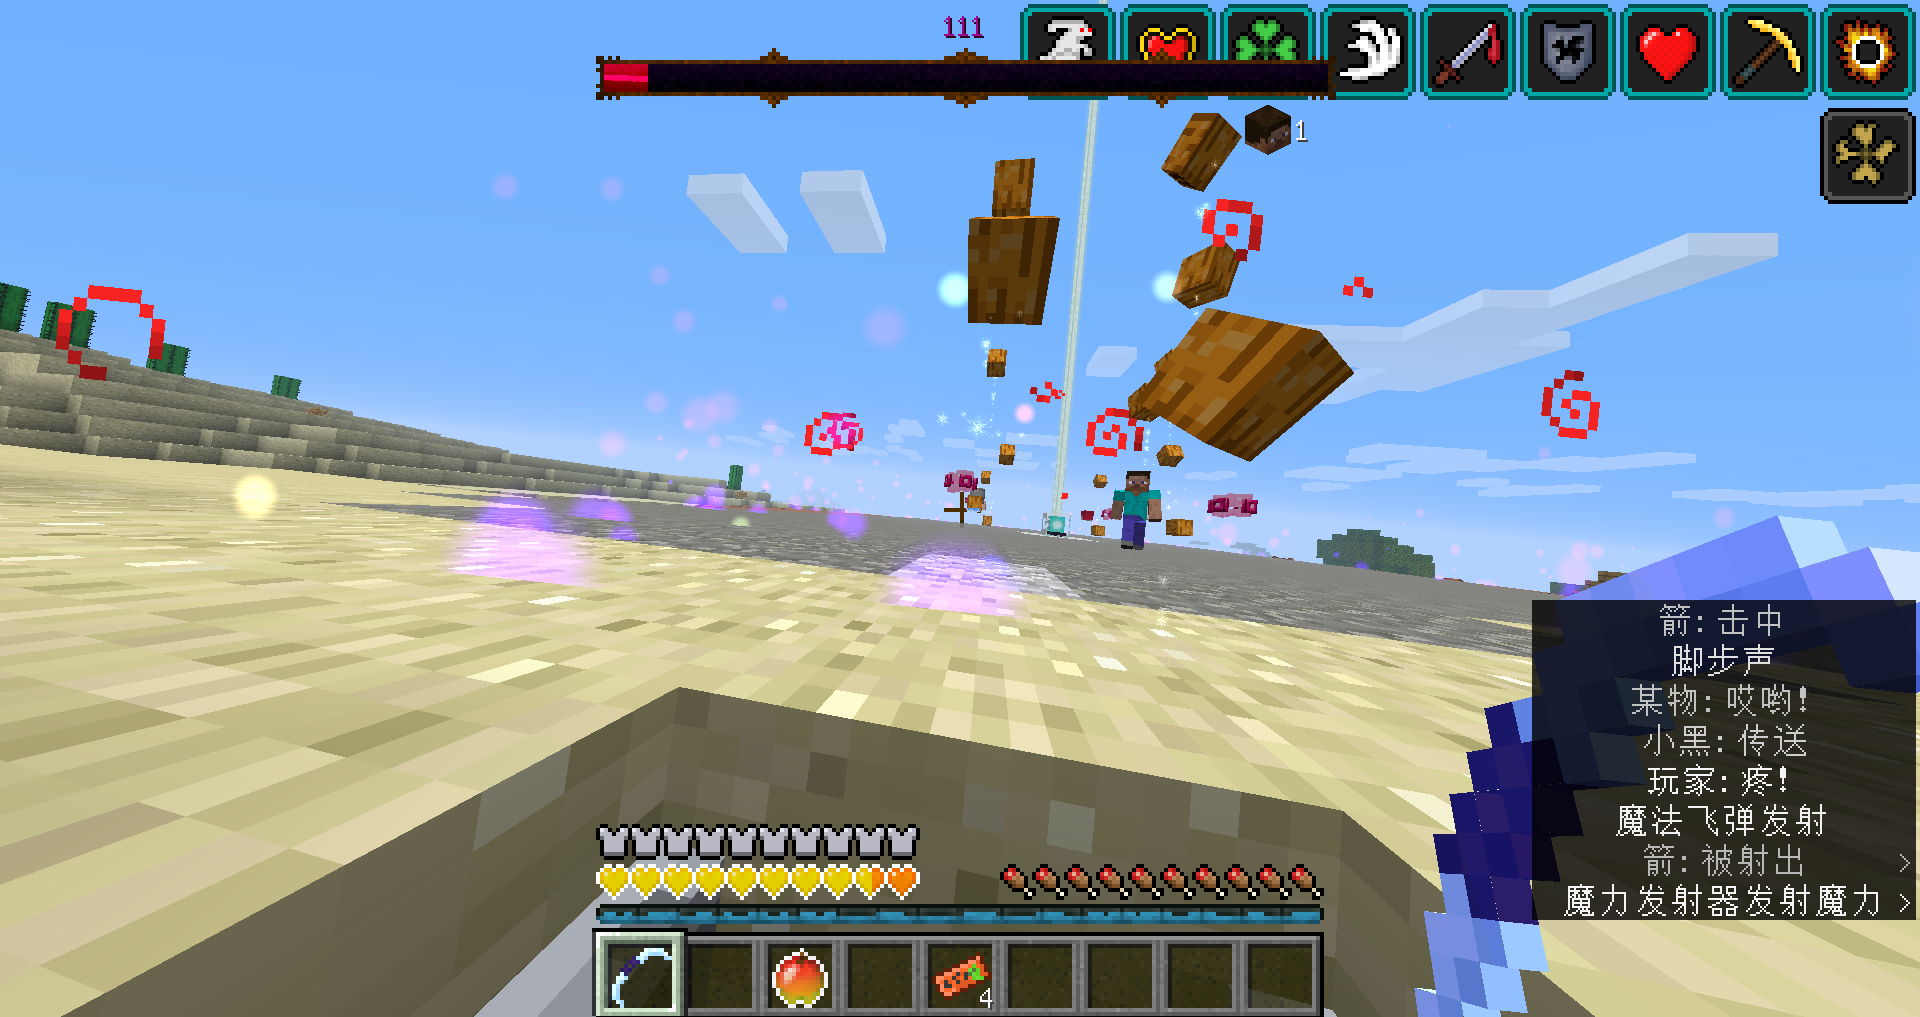 111
1
箭: 击中
脚步声
某物: 哎哟!
小黑: 传送
玩家: 疼!
魔法飞弹发射
箭: 被射出 >
魔力发射器发射魔力 >
4